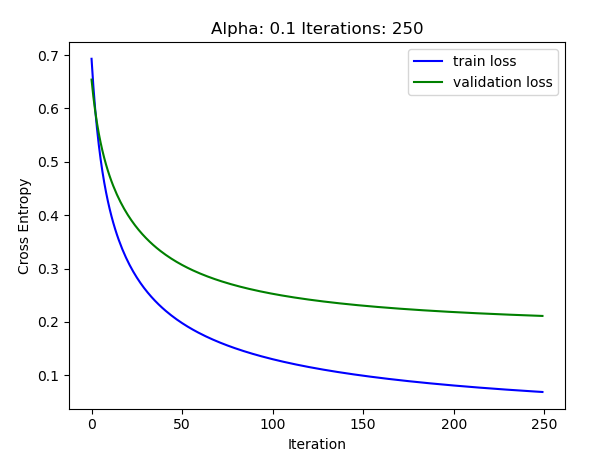 Alpha: 0.1 Iterations: 250
train loss
validation loss
0.7
0.6
0.5
0.4
0.3
0.2
0.1
Cross Entropy
0 50 100 150 200 250
Iteration